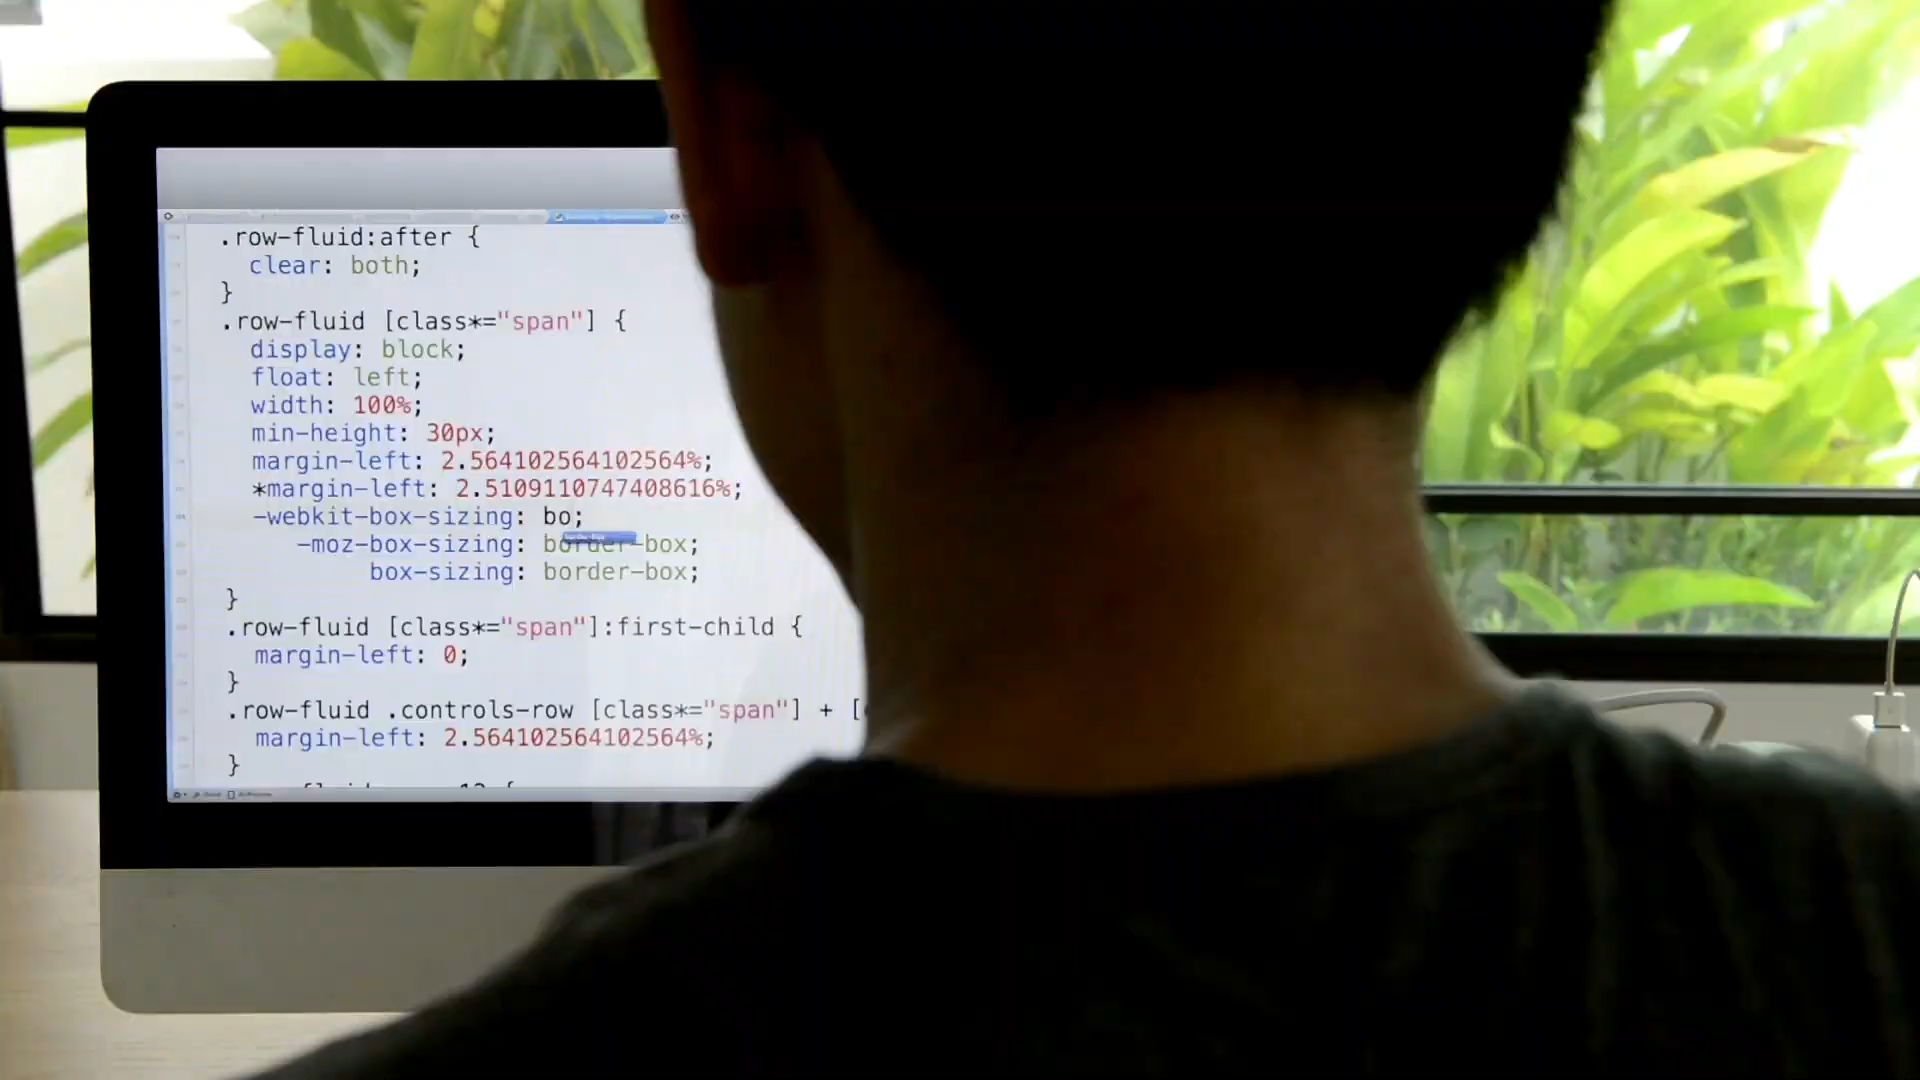 .row-fluid:after {
clear: both;
}
.row-fluid [class*="span"] {
display: block;
float: left;
width: 100%;
min-height: 30px;
margin-left: 2.564102564102564%;
*margin-left: 2.5109110747408616%;
-webkit-box-sizing: bo;
-moz-box-sizing: border-box;
box-sizing: border-box;
}
.row-fluid [class*="span"]:first-child {
margin-left: 0;
}
.row-fluid .controls-row [class*="span"] + [
margin-left: 2.564102564102564%;
}